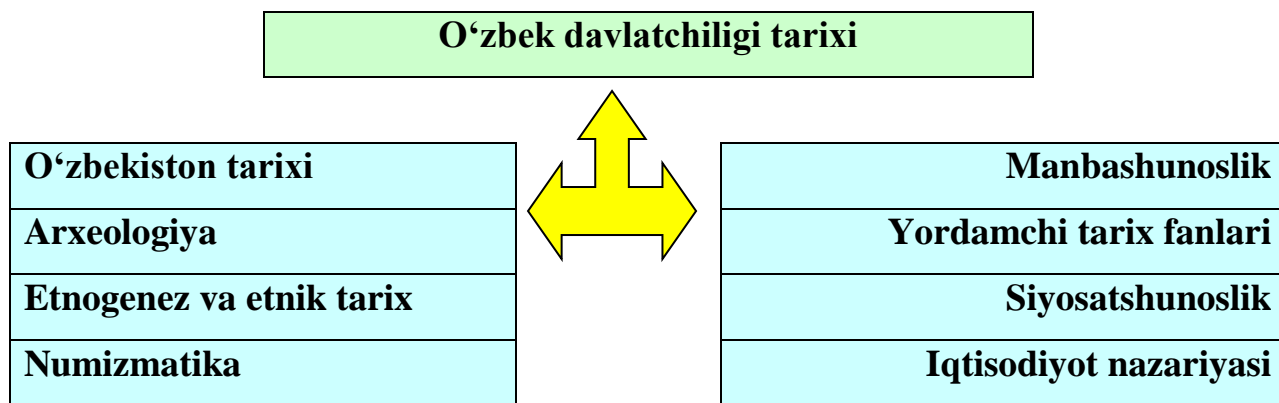 O‘zbek davlatchiligi tarixi
O‘zbekiston tarixi
Arxeologiya
Etnogenez va etnik tarix
Numizmatika
Manbashunoslik
Yordamchi tarix fanlari
Siyosatshunoslik
Iqtisodiyot nazariyasi